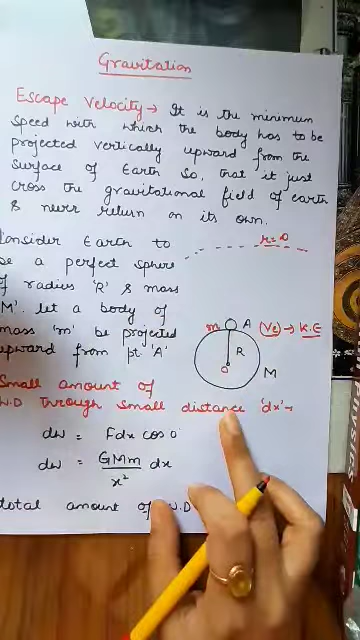 Gravitation
Escape Velocity → It is the minimum
speed with which the body has to be
projected vertically upward from the
surface of Earth so, that it just
cross the gravitational field of earth
& never return on its own.
onsider Earth to
be a perfect sphere
of radius 'R' & mass
'M'. let a body of
mass 'm' be projected
upward from pt 'A'
r = ∞
m A (Ve) → K.E
R
O
M
Small amount of
W.D through small distance 'dx' →
dw = Fdx cos 0
dw = GMm/x² dx
total amount of W.D